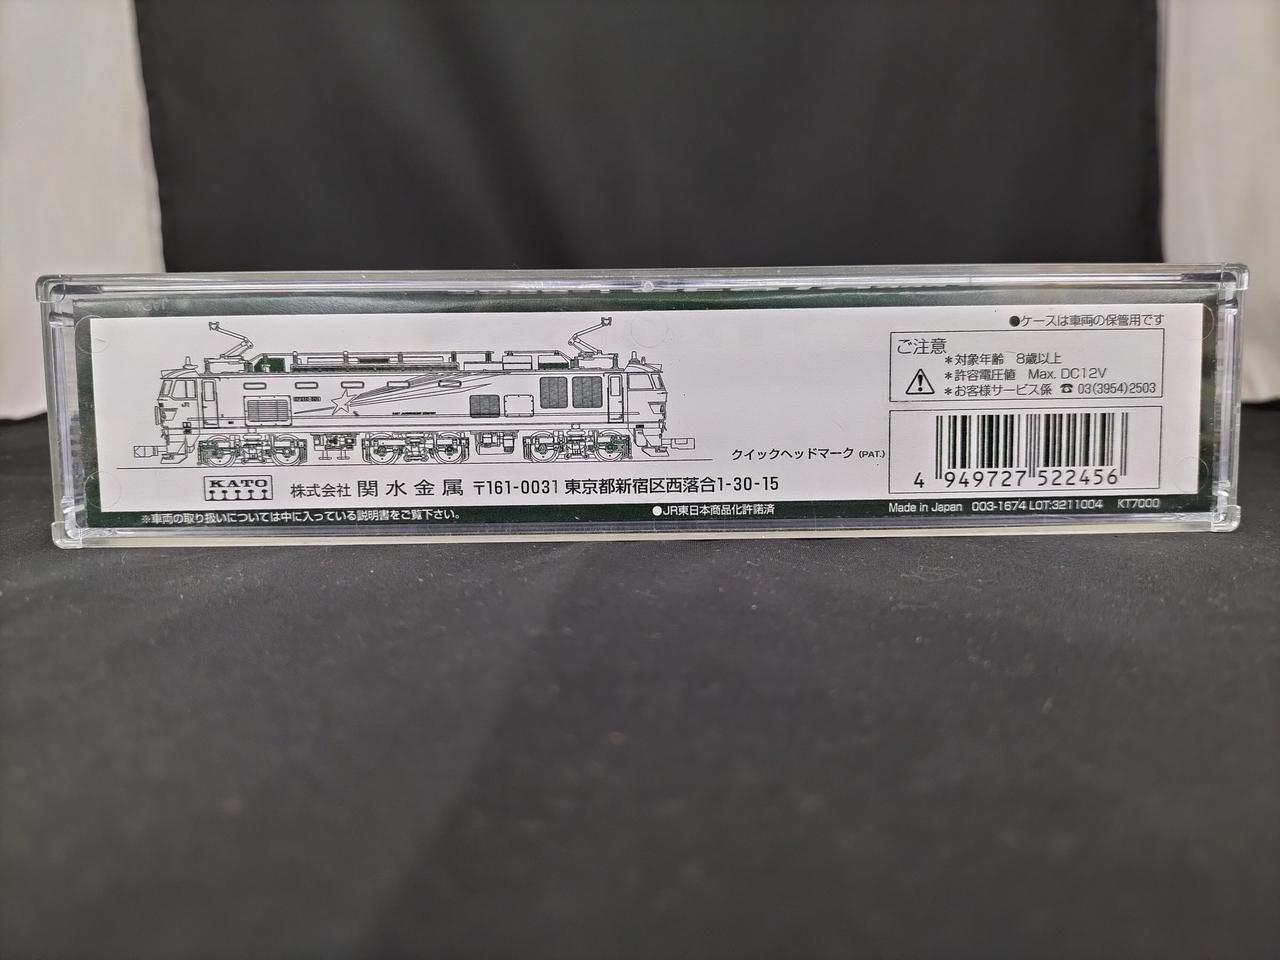 ●ケースは車両の保管用です
ご注意
＊対象年齢 8歳以上
＊許容電圧値 Max. DC12V
＊お客様サービス係 ☎ 03(3954)2503
クイックヘッドマーク (PAT.)
4 949727 522456
KATO
株式会社 関水金属 〒161-0031 東京都新宿区西落合1-30-15
※車両の取り扱いについては中に入っている説明書をご覧下さい。
●JR東日本商品化許諾済
Made in Japan 003-1674 LOT:3211004 KT7000